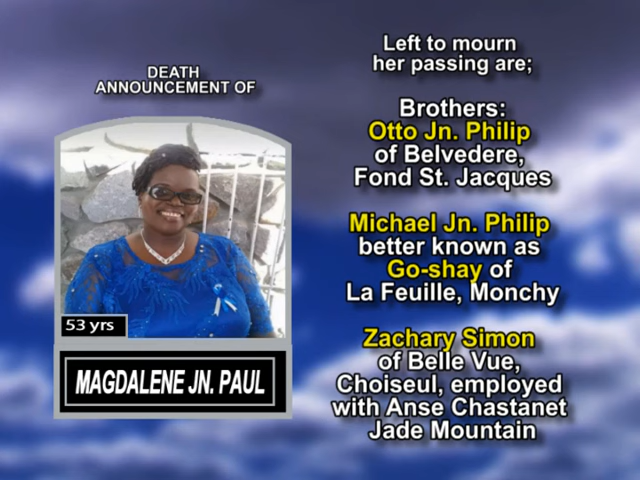 DEATH
ANNOUNCEMENT OF
53 yrs
MAGDALENE JN. PAUL
Left to mourn
her passing are;
Brothers:
Otto Jn. Philip
of Belvedere,
Fond St. Jacques
Michael Jn. Philip
better known as
Go-shay of
La Feuille, Monchy
Zachary Simon
of Belle Vue,
Choiseul, employed
with Anse Chastanet
Jade Mountain